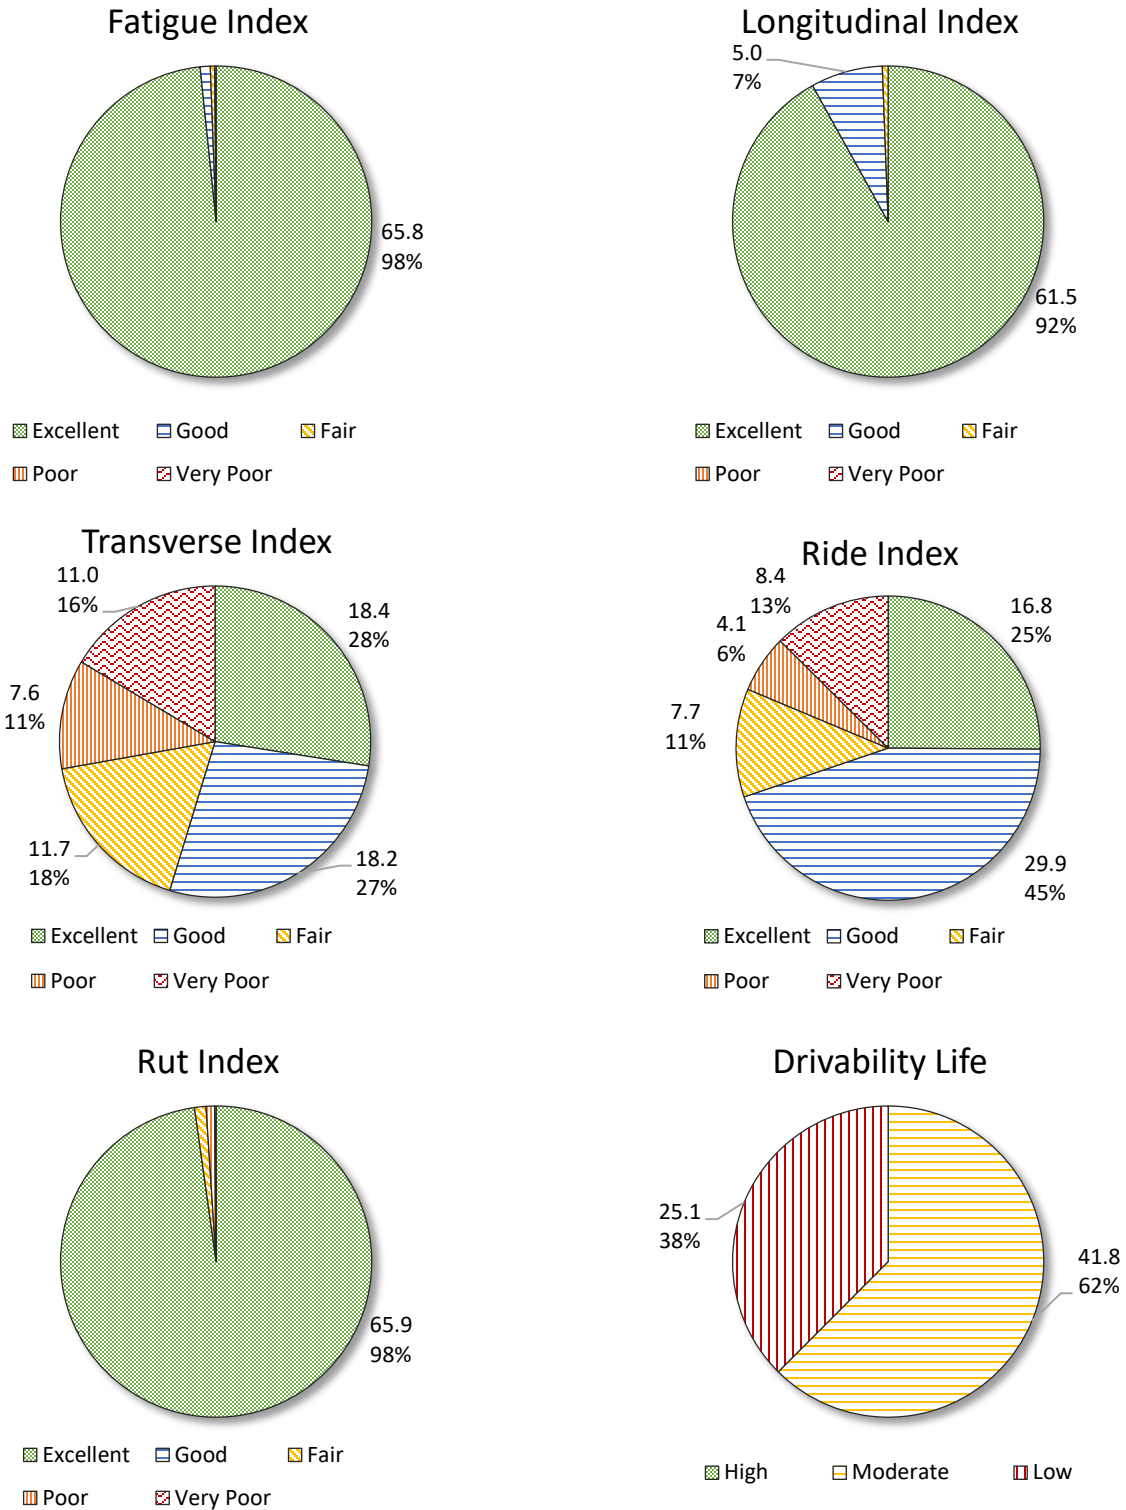 Fatigue Index
65.8
98%
Excellent Good Fair
Poor Very Poor
Longitudinal Index
5.0
7%
61.5
92%
Excellent Good Fair
Poor Very Poor
Transverse Index
11.0
16%
18.4
28%
7.6
11%
11.7
18%
18.2
27%
Excellent Good Fair
Poor Very Poor
Ride Index
8.4
13%
16.8
25%
4.1
6%
7.7
11%
29.9
45%
Excellent Good Fair
Poor Very Poor
Rut Index
65.9
98%
Excellent Good Fair
Poor Very Poor
Drivability Life
25.1
38%
41.8
62%
High Moderate Low